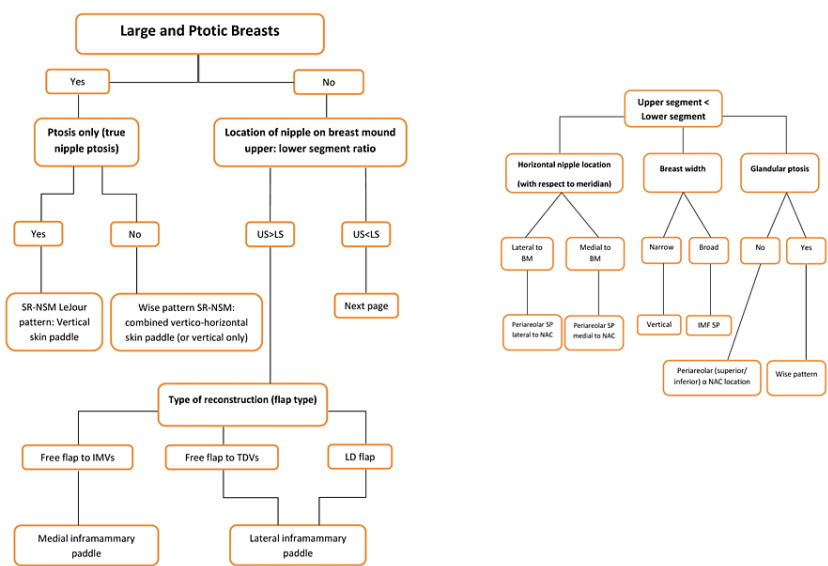 Large and Ptotic Breasts
Yes
No
Ptosis only (true
nipple ptosis)
Location of nipple on breast mound
upper: lower segment ratio
Yes
No
US>LS
US<LS
SR-NSM LeJour
pattern: Vertical
skin paddle
Wise pattern SR-NSM:
combined vertico-horizontal
skin paddle (or vertical only)
Next page
Type of reconstruction (flap type)
Free flap to IMVs
Free flap to TDVs
LD flap
Medial inframammary
paddle
Lateral inframammary
paddle
Upper segment <
Lower segment
Horizontal nipple location
(with respect to meridian)
Breast width
Glandular ptosis
Lateral to
BM
Medial to
BM
Narrow
Broad
No
Yes
Periareolar SP
lateral to NAC
Periareolar SP
medial to NAC
Vertical
IMF SP
Periareolar (superior/
inferior) α NAC location
Wise pattern